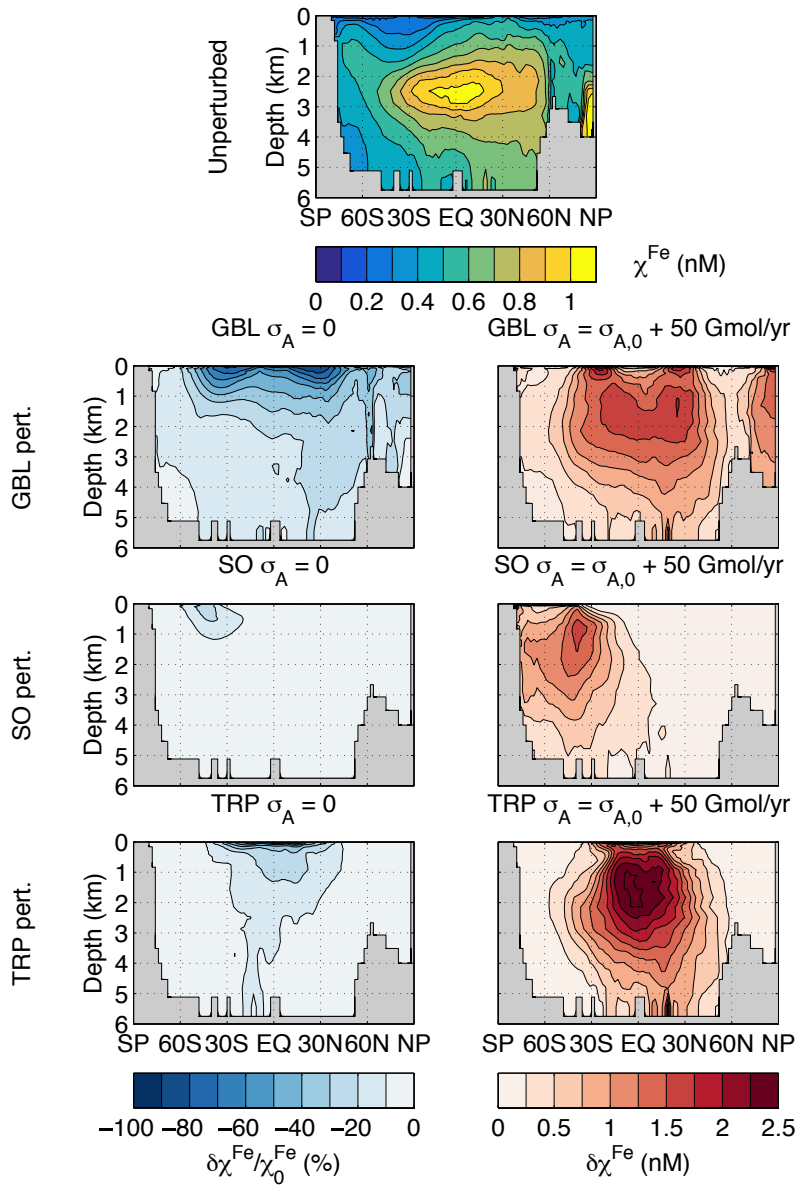 Unperturbed
Depth (km)
0
1
2
3
4
5
6
SP 60S 30S EQ 30N 60N NP
0 0.2 0.4 0.6 0.8 1
χ^Fe (nM)
GBL σ_A = 0
GBL σ_A = σ_A,0 + 50 Gmol/yr
GBL pert.
Depth (km)
0
1
2
3
4
5
6
SO σ_A = 0
SO σ_A = σ_A,0 + 50 Gmol/yr
SO pert.
Depth (km)
0
1
2
3
4
5
6
TRP σ_A = 0
TRP σ_A = σ_A,0 + 50 Gmol/yr
TRP pert.
Depth (km)
0
1
2
3
4
5
6
SP 60S 30S EQ 30N 60N NP
SP 60S 30S EQ 30N 60N NP
−100 −80 −60 −40 −20 0
δχ^Fe/χ_0^Fe (%)
0 0.5 1 1.5 2 2.5
δχ^Fe (nM)